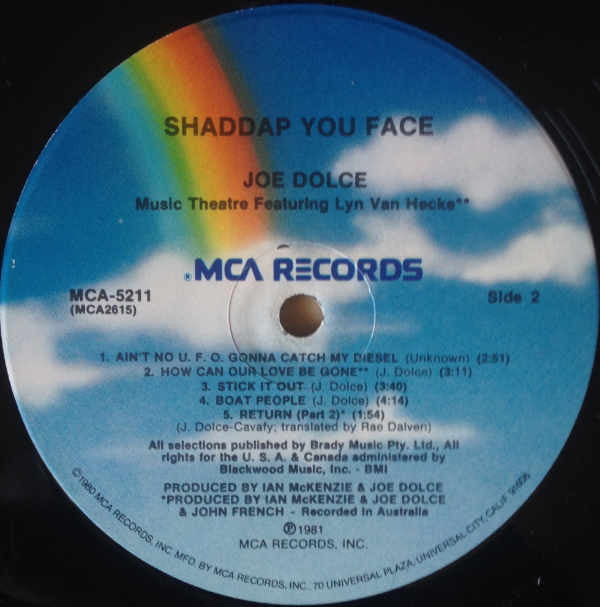 SHADDAP YOU FACE
JOE DOLCE
Music Theatre Featuring Lyn Van Hecke**
®MCA RECORDS
MCA-5211
(MCA2615)
Side 2
1. AIN'T NO U. F. O. GONNA CATCH MY DIESEL (Unknown) (2:51)
2. HOW CAN OUR LOVE BE GONE** (J. Dolce) (3:11)
3. STICK IT OUT (J. Dolce) (3:40)
4. BOAT PEOPLE (J. Dolce) (4:14)
5. RETURN (Part 2)* (1:54)
(J. Dolce-Cavafy; translated by Rae Dalven)
All selections published by Brady Music Pty. Ltd., All
rights for the U. S. A. & Canada administered by
Blackwood Music, Inc. - BMI
PRODUCED BY IAN McKENZIE & JOE DOLCE
*PRODUCED BY IAN McKENZIE & JOE DOLCE
& JOHN FRENCH - Recorded in Australia
℗1981
MCA RECORDS, INC.
©1980 MCA RECORDS, INC. MFD. BY MCA RECORDS, INC., 70 UNIVERSAL PLAZA, UNIVERSAL CITY, CALIF. 91608